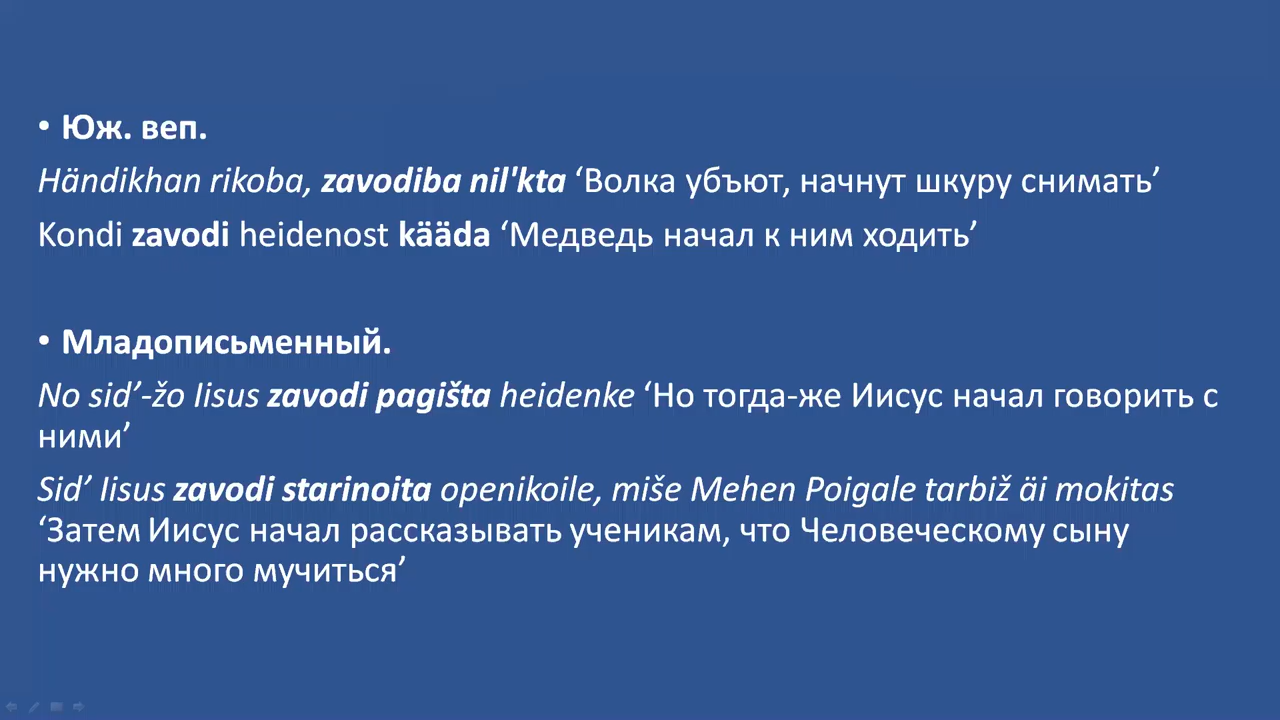 • Юж. веп.
Händikhan rikoba, zavodiba nil'kta ‘Волка убъют, начнут шкуру снимать’
Kondi zavodi heidenost kääda ‘Медведь начал к ним ходить’
• Младописьменный.
No sid’-žo Iisus zavodi pagišta heidenke ‘Но тогда-же Иисус начал говорить с
ними’
Sid’ Iisus zavodi starinoita openikoile, miše Mehen Poigale tarbiž äi mokitas
‘Затем Иисус начал рассказывать ученикам, что Человеческому сыну
нужно много мучиться’